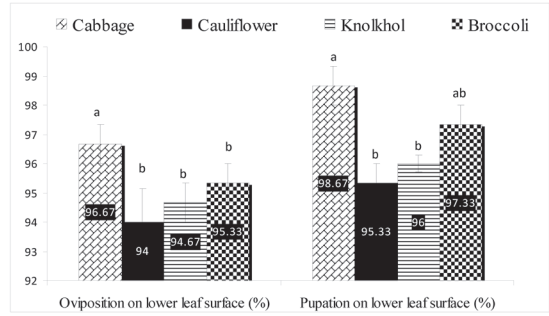 Cabbage Cauliflower Knolkhol Broccoli
100
99
98
97
96
95
94
93
92
a
b
b
b
a
b
b
ab
96.67
94
94.67
95.33
98.67
95.33
96
97.33
Oviposition on lower leaf surface (%) Pupation on lower leaf surface (%)